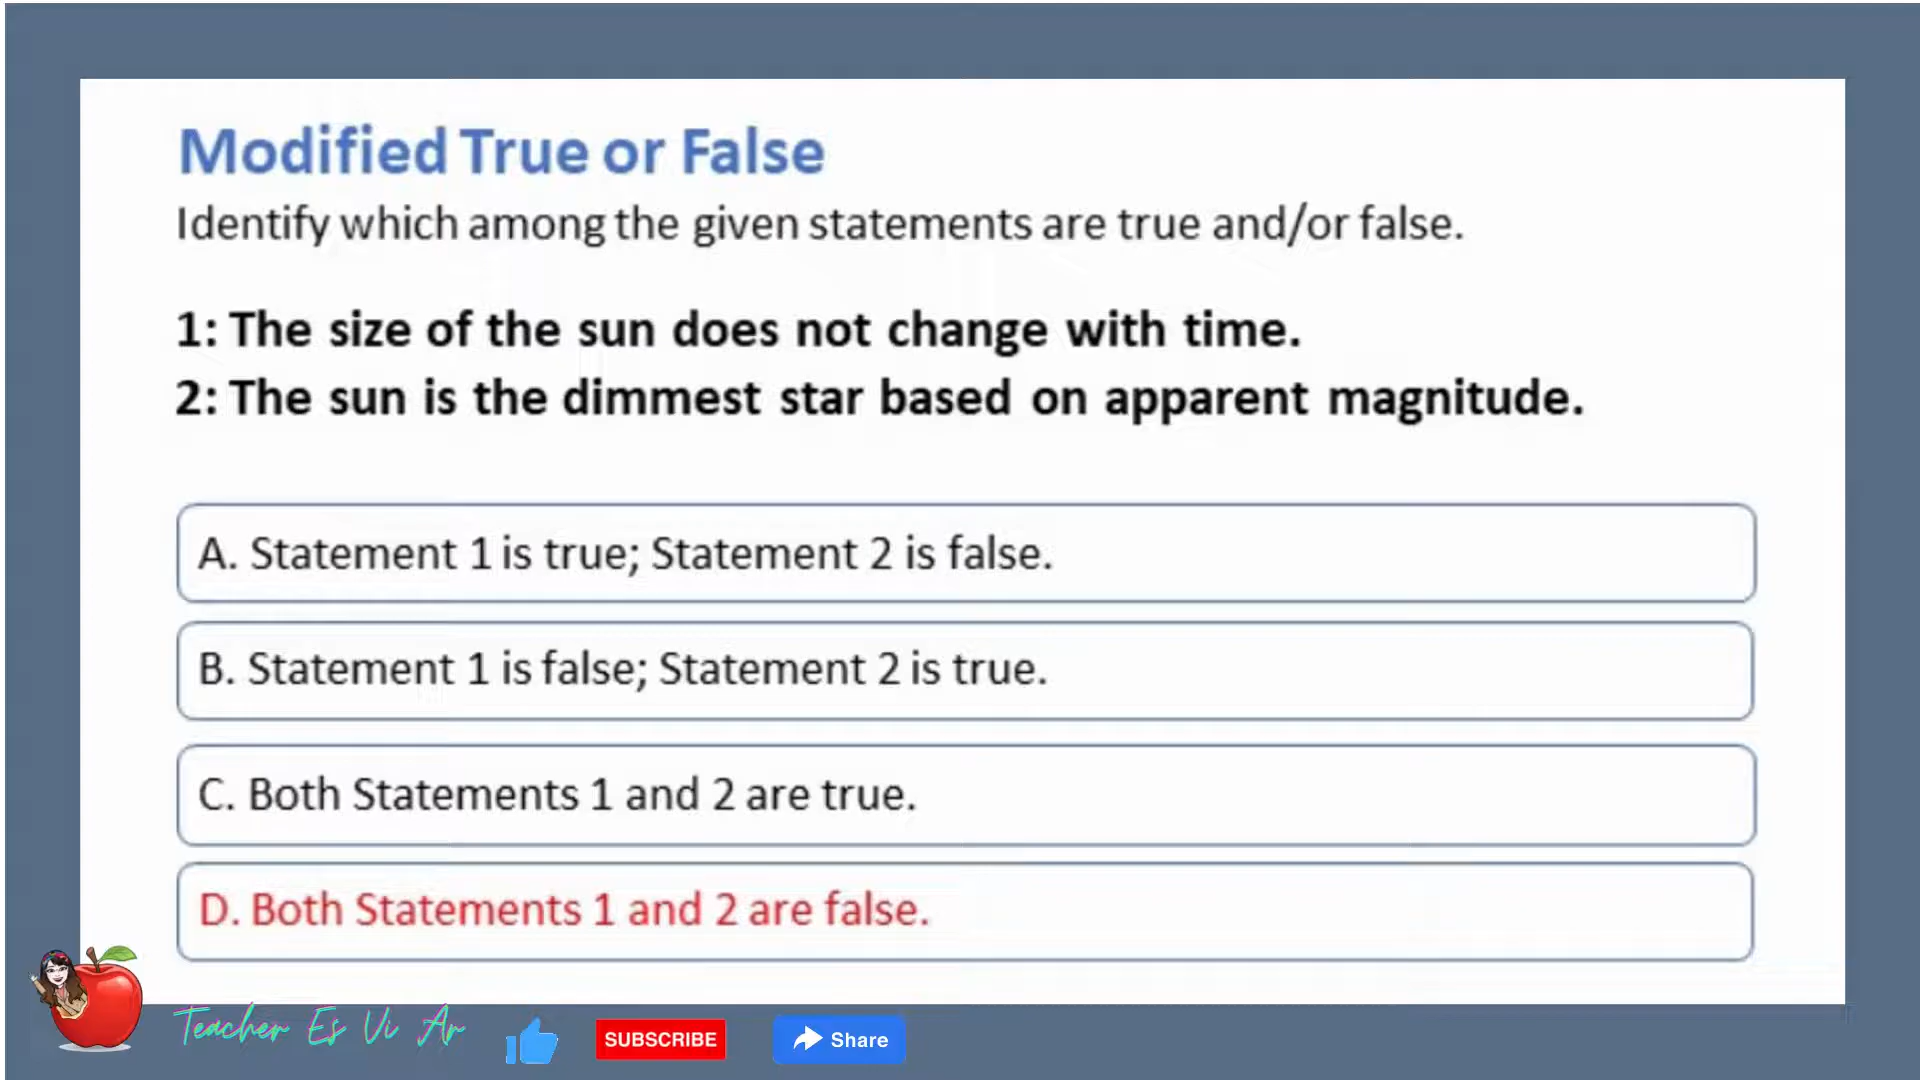 Modified True or False
Identify which among the given statements are true and/or false.
1: The size of the sun does not change with time.
2: The sun is the dimmest star based on apparent magnitude.
A. Statement 1 is true; Statement 2 is false.
B. Statement 1 is false; Statement 2 is true.
C. Both Statements 1 and 2 are true.
D. Both Statements 1 and 2 are false.
Teacher Es Vi Ar
SUBSCRIBE
Share